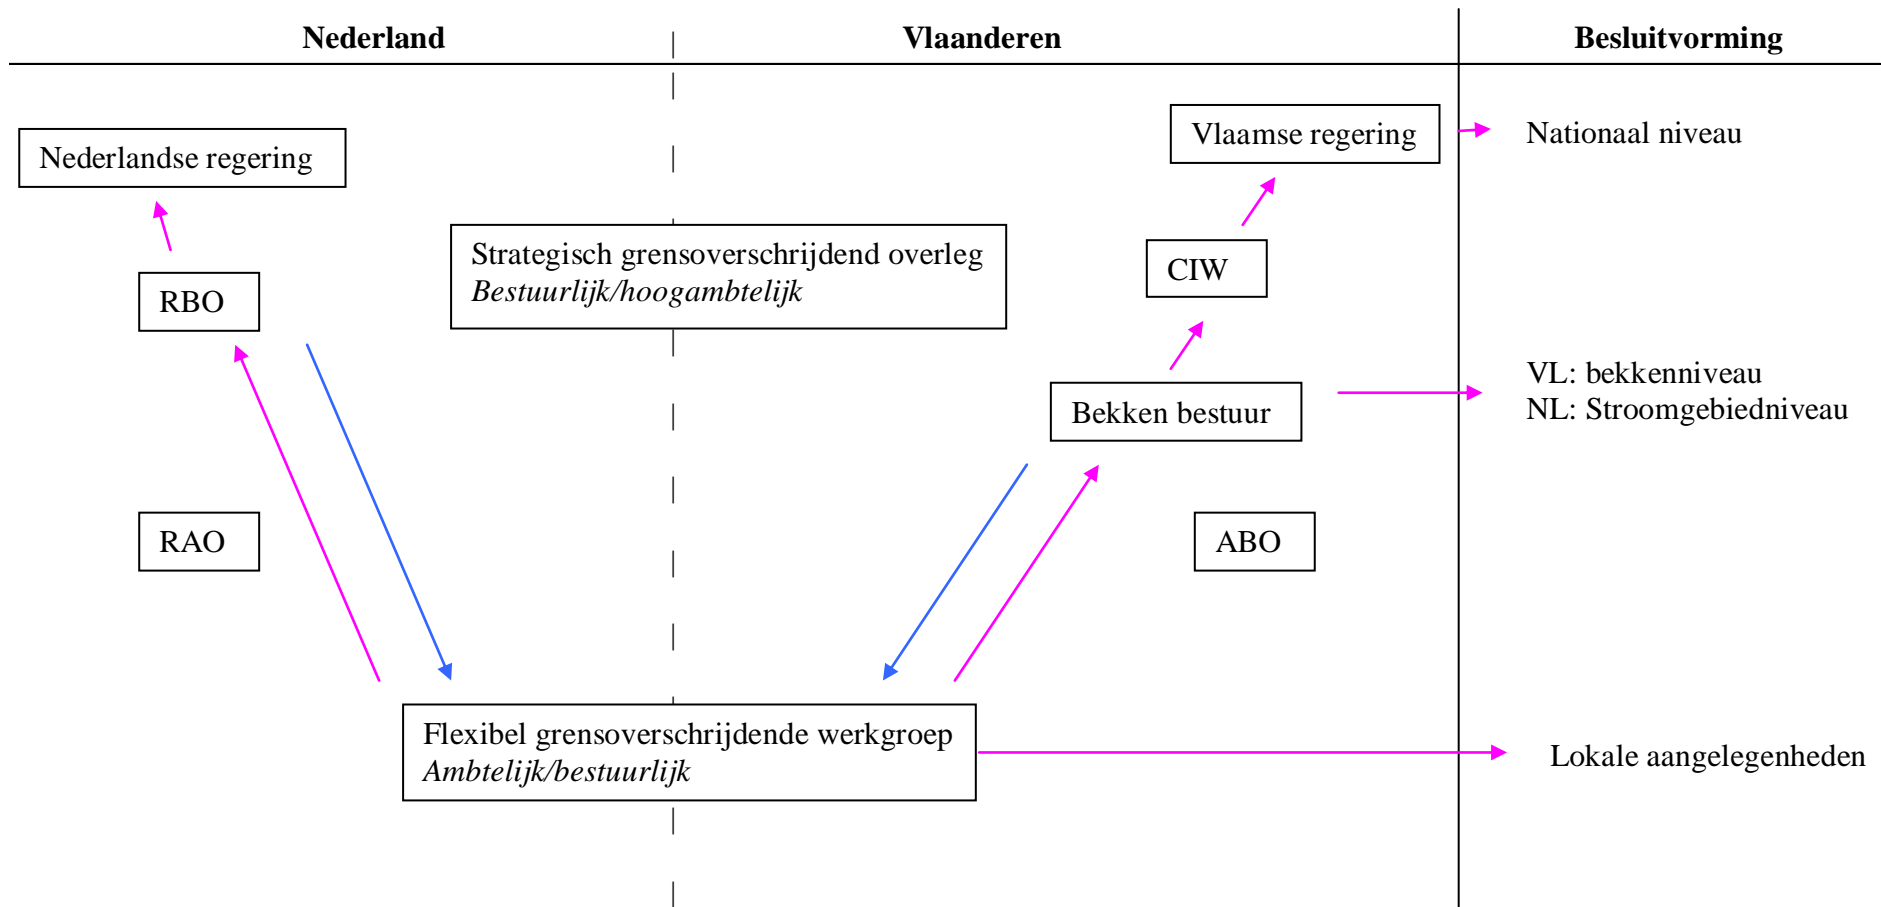 Nederland
Vlaanderen
Besluitvorming
Nederlandse regering
Vlaamse regering
Nationaal niveau
Strategisch grensoverschrijdend overleg
Bestuurlijk/hoogambtelijk
RBO
CIW
VL: bekkenniveau
NL: Stroomgebiedniveau
Bekken bestuur
RAO
ABO
Flexibel grensoverschrijdende werkgroep
Ambtelijk/bestuurlijk
Lokale aangelegenheden